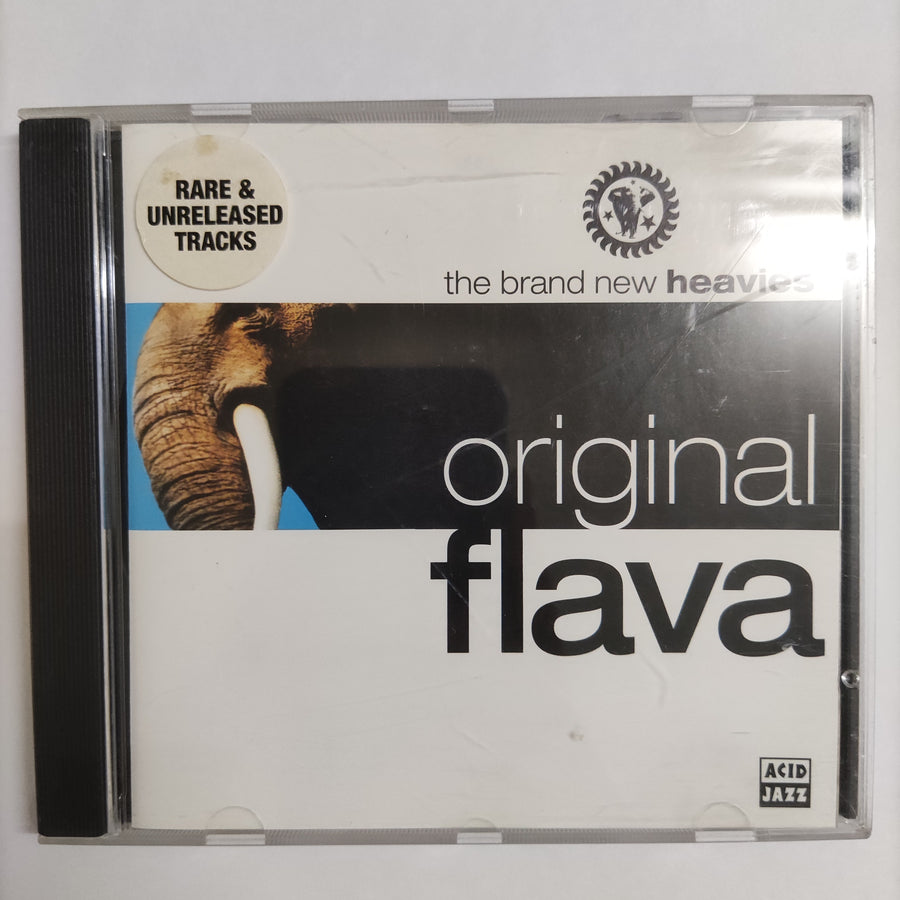 RARE &
UNRELEASED
TRACKS
the brand new heavies
original
flava
ACID
JAZZ